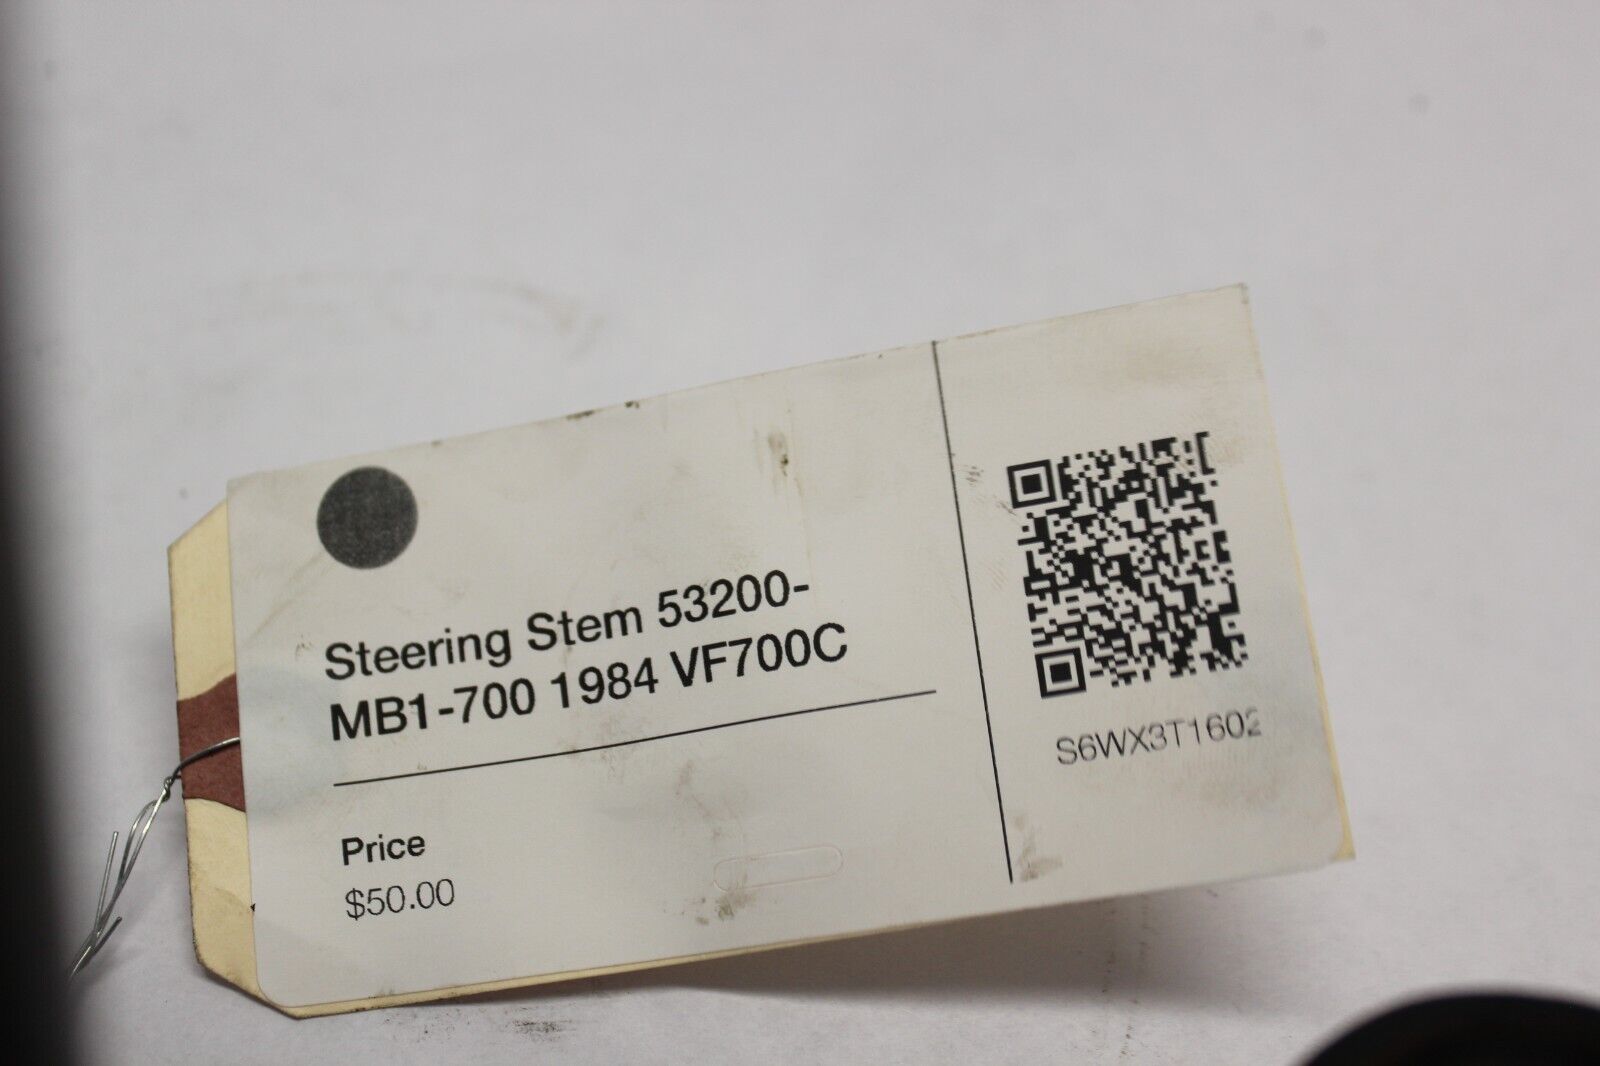 Steering Stem 53200-
MB1-700 1984 VF700C
Price
$50.00
S6WX3T1602